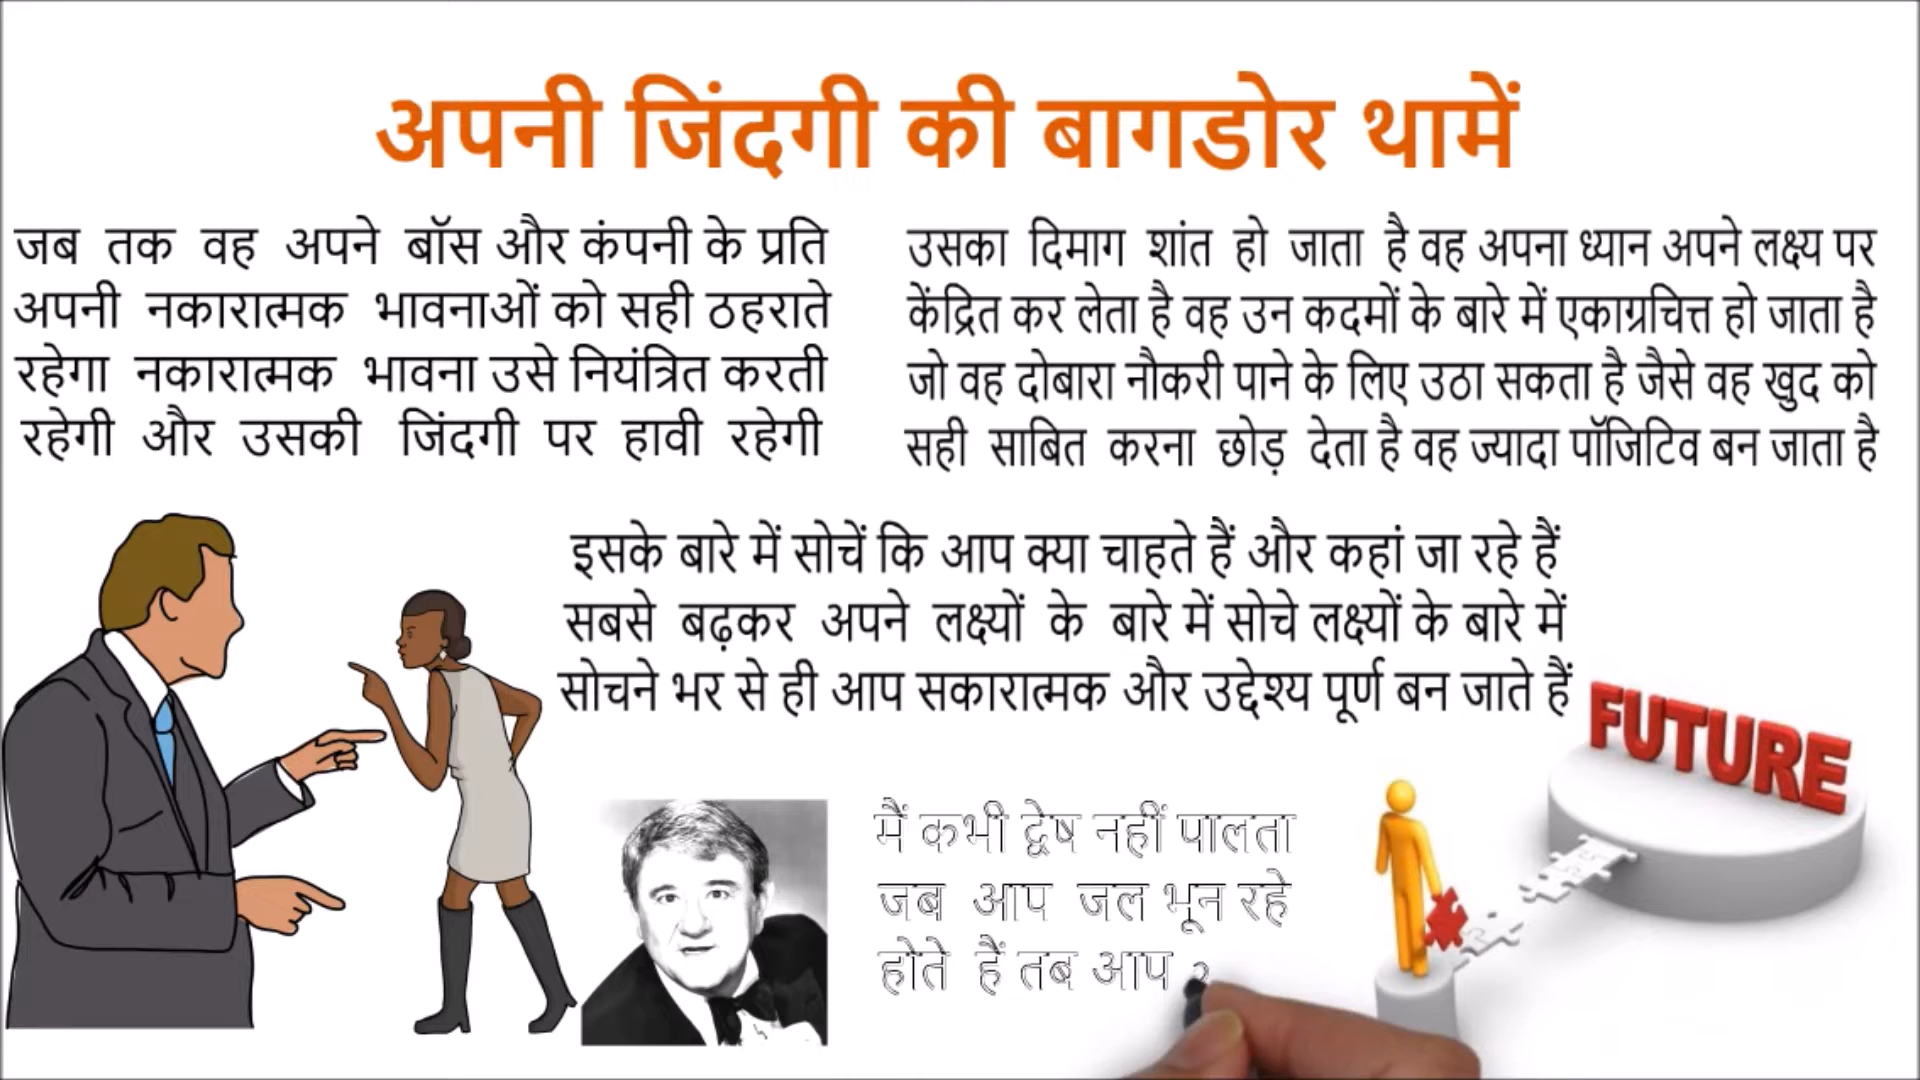 अपनी जिंदगी की बागडोर थामें
जब तक वह अपने बॉस और कंपनी के प्रति
अपनी नकारात्मक भावनाओं को सही ठहराते
रहेगा नकारात्मक भावना उसे नियंत्रित करती
रहेगी और उसकी जिंदगी पर हावी रहेगी
उसका दिमाग शांत हो जाता है वह अपना ध्यान अपने लक्ष्य पर
केंद्रित कर लेता है वह उन कदमों के बारे में एकाग्रचित्त हो जाता है
जो वह दोबारा नौकरी पाने के लिए उठा सकता है जैसे वह खुद को
सही साबित करना छोड़ देता है वह ज्यादा पॉजिटिव बन जाता है
इसके बारे में सोचें कि आप क्या चाहते हैं और कहां जा रहे हैं
सबसे बढ़कर अपने लक्ष्यों के बारे में सोचे लक्ष्यों के बारे में
सोचने भर से ही आप सकारात्मक और उद्देश्य पूर्ण बन जाते हैं
FUTURE
मैं कभी द्वेष नहीं पालता
जब आप जल भून रहे
होते हैं तब आप